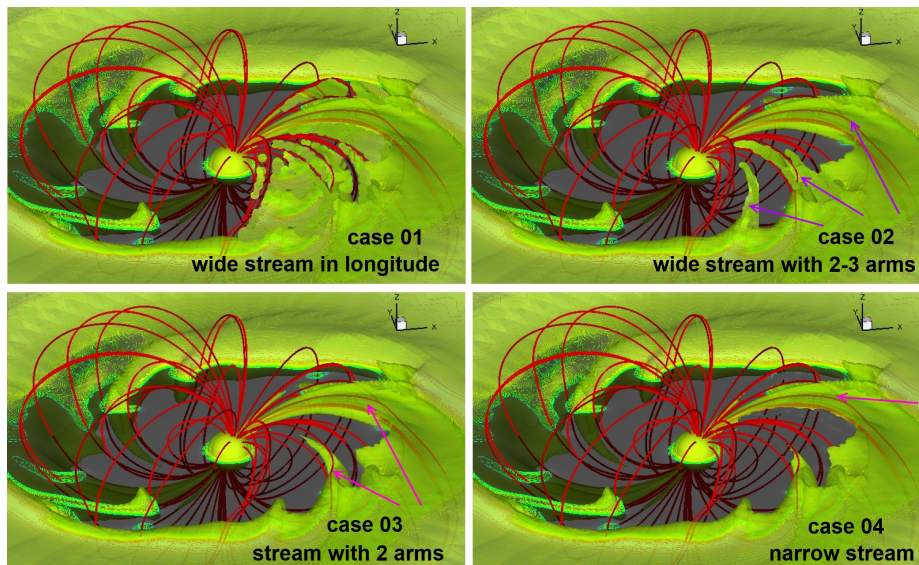 Z
Y
X
case 01
wide stream in longitude
Z
Y
X
case 02
wide stream with 2-3 arms
Z
Y
X
case 03
stream with 2 arms
Z
Y
X
case 04
narrow stream